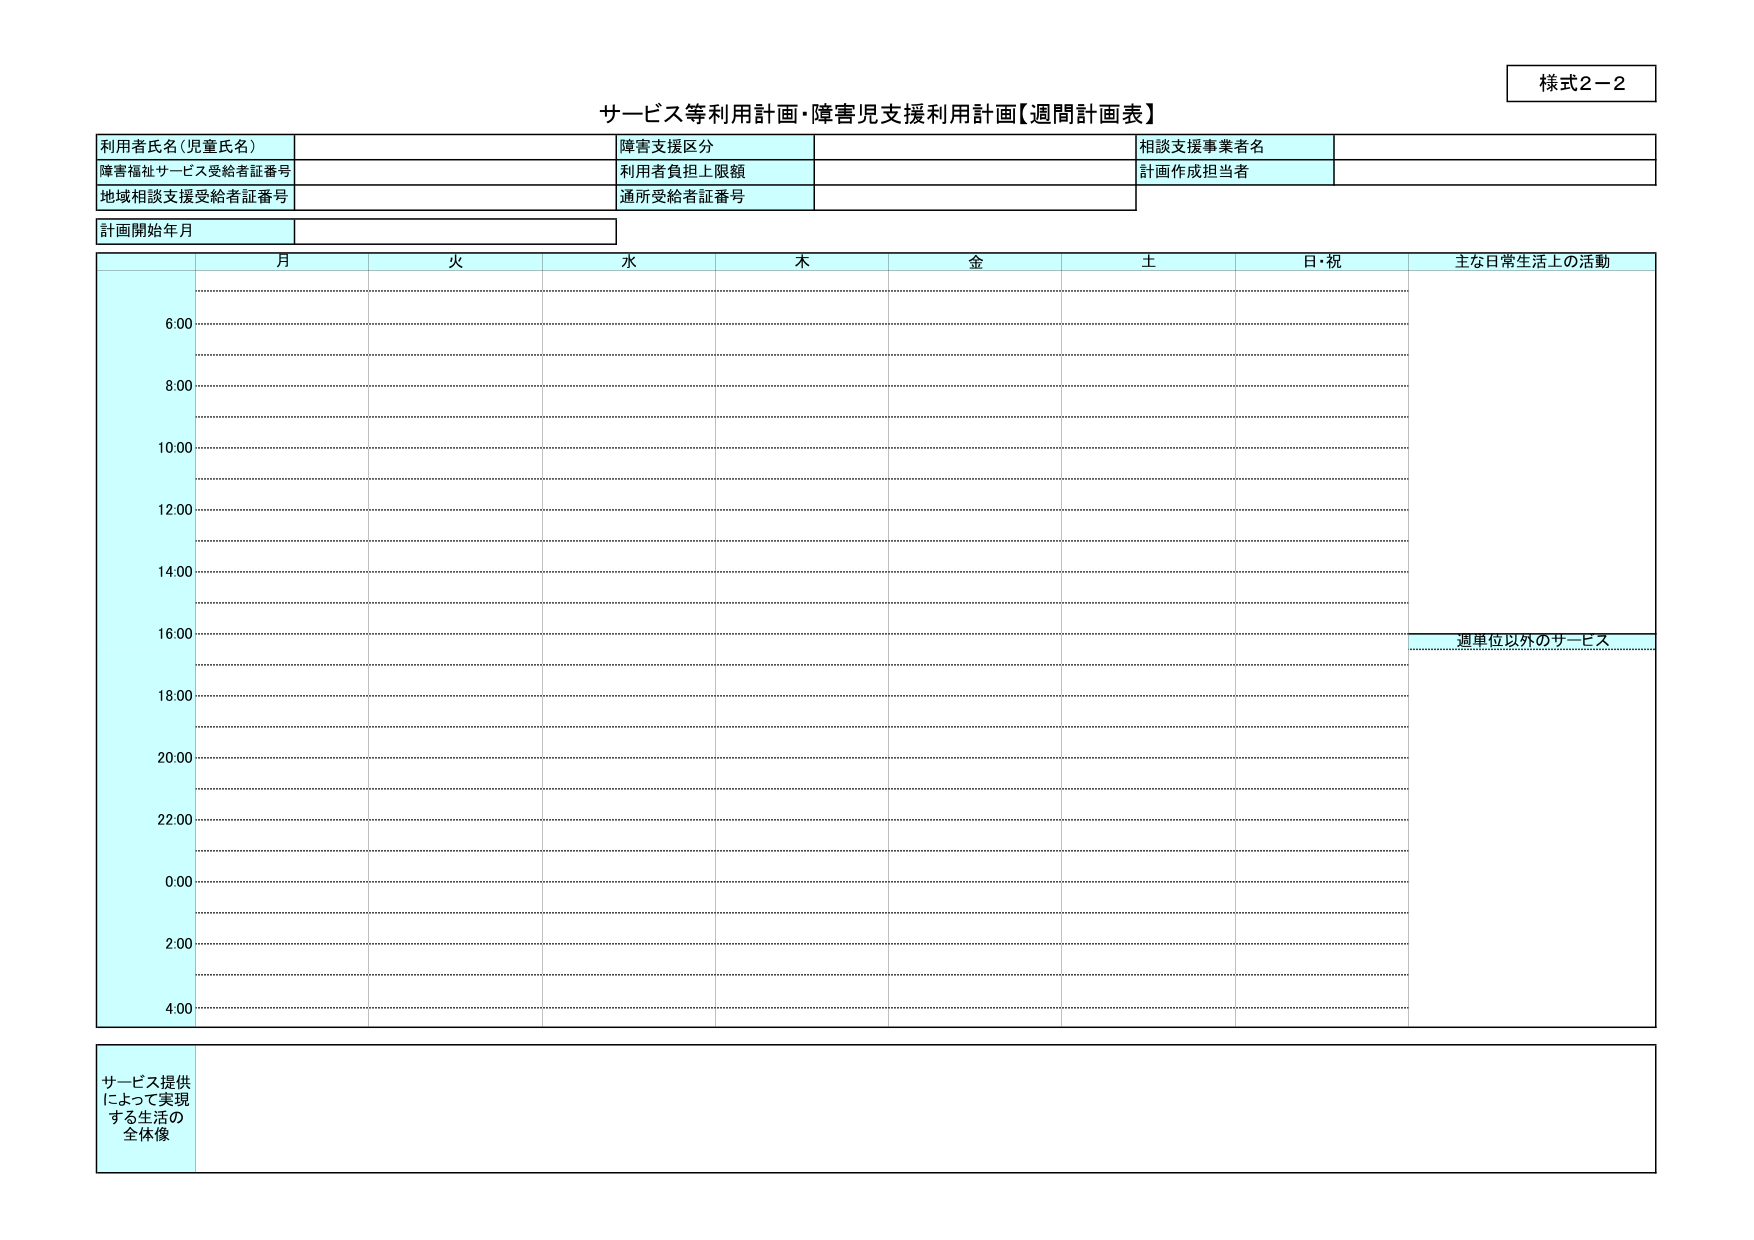 様式２－２
サービス等利用計画・障害児支援利用計画【週間計画表】
利用者氏名（児童氏名） 障害支援区分 相談支援事業者名
障害福祉サービス受給者証番号 利用者負担上限額 計画作成担当者
地域相談支援受給者証番号 通所受給者証番号
計画開始年月
月 火 水 木 金 土 日・祝 主な日常生活上の活動
6:00
8:00
10:00
12:00
14:00
16:00
週単位以外のサービス
18:00
20:00
22:00
0:00
2:00
4:00
サービス提供
によって実現
する生活の
全体像